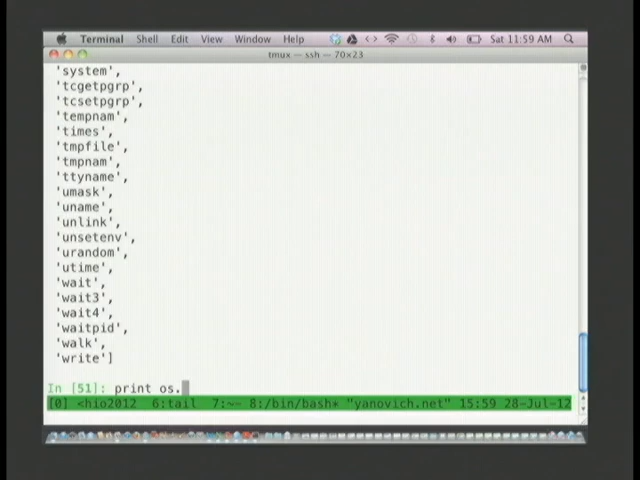 Terminal Shell Edit View Window Help Sat 11:59 AM
tmux — ssh — 70×23
'system',
'tcgetpgrp',
'tcsetpgrp',
'tempnam',
'times',
'tmpfile',
'tmpnam',
'ttyname',
'umask',
'uname',
'unlink',
'unsetenv',
'urandom',
'utime',
'wait',
'wait3',
'wait4',
'waitpid',
'walk',
'write']
In [51]: print os.
[0] <hio2012 6:tail 7:~- 8:/bin/bash* "yanovich.net" 15:59 28-Jul-12